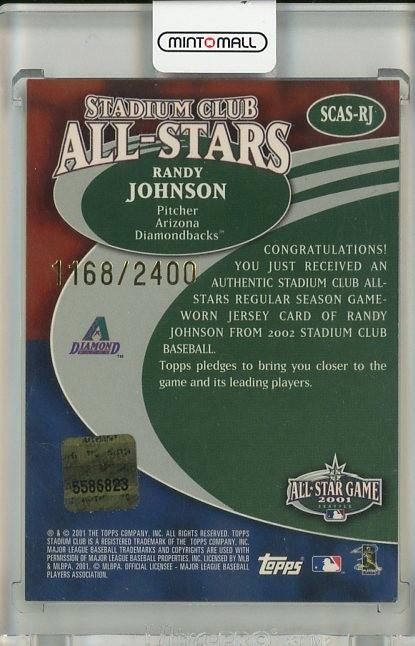 MINTMALL
STADIUM CLUB
ALL-STARS
SCAS-RJ
RANDY
JOHNSON
Pitcher
Arizona
Diamondbacks™
1168/2400
CONGRATULATIONS!
YOU JUST RECEIVED AN
AUTHENTIC STADIUM CLUB ALL-
STARS REGULAR SEASON GAME-
WORN JERSEY CARD OF RANDY
JOHNSON FROM 2002 STADIUM CLUB
BASEBALL.
Topps pledges to bring you closer to the
game and its leading players.
DIAMOND
BACKS
™
5586823
ALL-STAR GAME
2001
SEATTLE
® & © 2001 THE TOPPS COMPANY, INC. ALL RIGHTS RESERVED. TOPPS
STADIUM CLUB IS A REGISTERED TRADEMARK OF THE TOPPS COMPANY, INC.
MAJOR LEAGUE BASEBALL TRADEMARKS AND COPYRIGHTS ARE USED WITH
PERMISSION OF MAJOR LEAGUE BASEBALL PROPERTIES, INC. LICENSED BY MLB
& MLBPA, 2001. © MLBPA. OFFICIAL LICENSEE - MAJOR LEAGUE BASEBALL
PLAYERS ASSOCIATION.
Topps